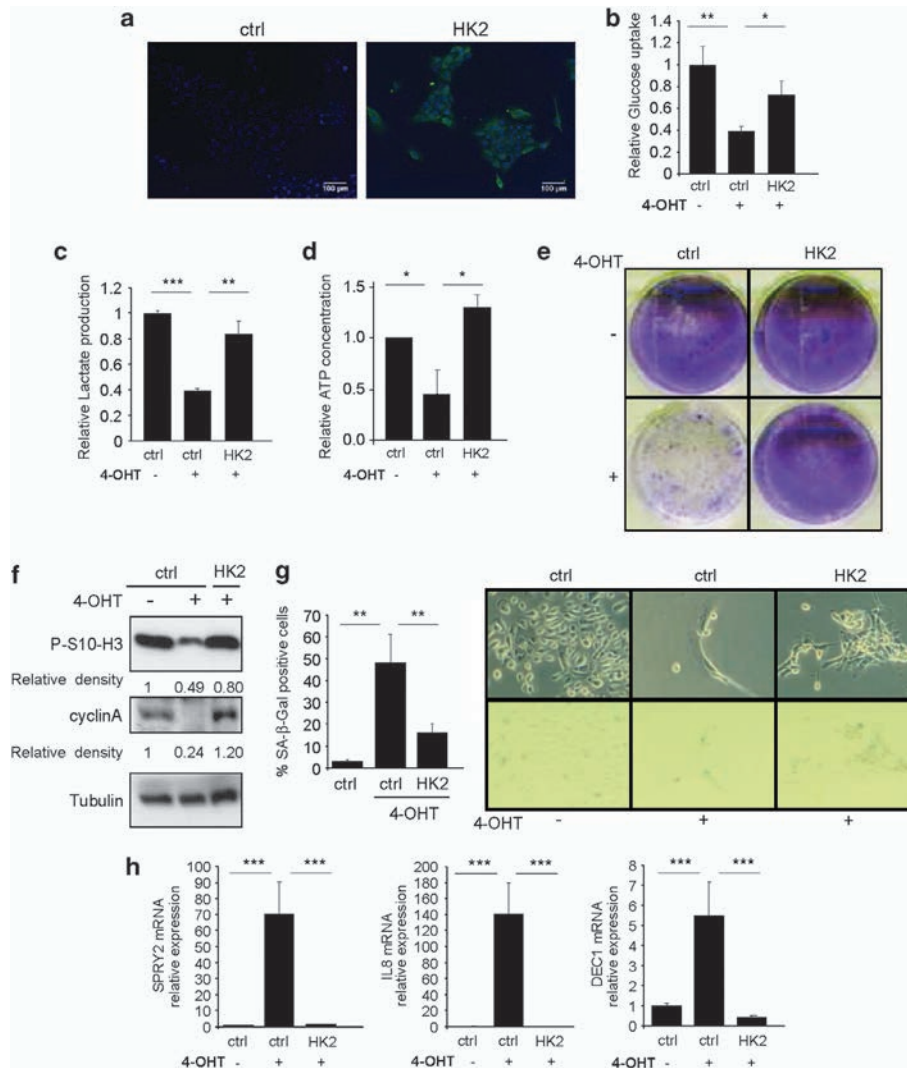 a
ctrl
HK2
100 µm
100 µm
b
Relative Glucose uptake
1.4
1.2
1
0.8
0.6
0.4
0.2
0
** *
ctrl ctrl HK2
4-OHT - + +
c
Relative Lactate production
1.2
1
0.8
0.6
0.4
0.2
0
*** **
ctrl ctrl HK2
4-OHT - + +
d
Relative ATP concentration
1.5
1.0
0.5
0.0
* *
ctrl ctrl HK2
4-OHT - + +
e
4-OHT
ctrl HK2
-
+
f
ctrl HK2
4-OHT - + +
P-S10-H3
Relative density 1 0.49 0.80
cyclinA
Relative density 1 0.24 1.20
Tubulin
g
% SA-β-Gal positive cells
70
60
50
40
30
20
10
0
** **
ctrl ctrl HK2
4-OHT
ctrl ctrl HK2
4-OHT - + +
h
SPRY2 mRNA
relative expression
100
90
80
70
60
50
40
30
20
10
0
*** ***
ctrl ctrl HK2
4-OHT - + +
IL8 mRNA
relative expression
200
180
160
140
120
100
80
60
40
20
0
*** ***
ctrl ctrl HK2
4-OHT - + +
DEC1 mRNA
relative expression
8
7
6
5
4
3
2
1
0
*** ***
ctrl ctrl HK2
4-OHT - + +